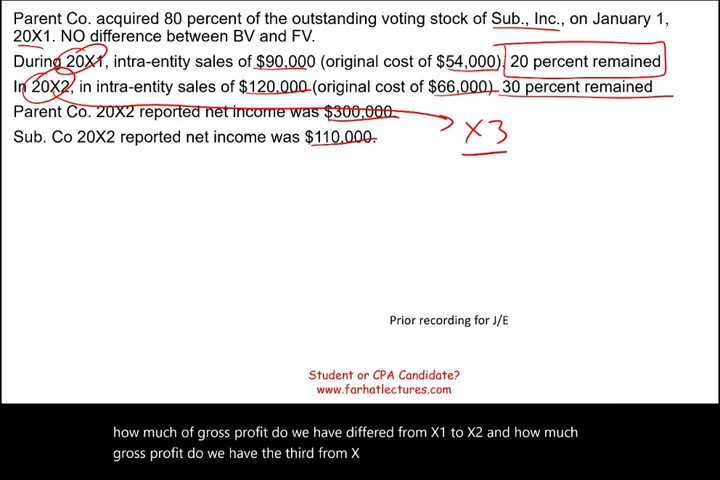 Parent Co. acquired 80 percent of the outstanding voting stock of Sub., Inc., on January 1,
20X1. NO difference between BV and FV.
During 20X1, intra-entity sales of $90,000 (original cost of $54,000) 20 percent remained
In 20X2, in intra-entity sales of $120,000 (original cost of $66,000) 30 percent remained
Parent Co. 20X2 reported net income was $300,000.
Sub. Co 20X2 reported net income was $110,000.
X3
Prior recording for J/E
Student or CPA Candidate?
www.farhatlectures.com
how much of gross profit do we have differed from X1 to X2 and how much
gross profit do we have the third from X